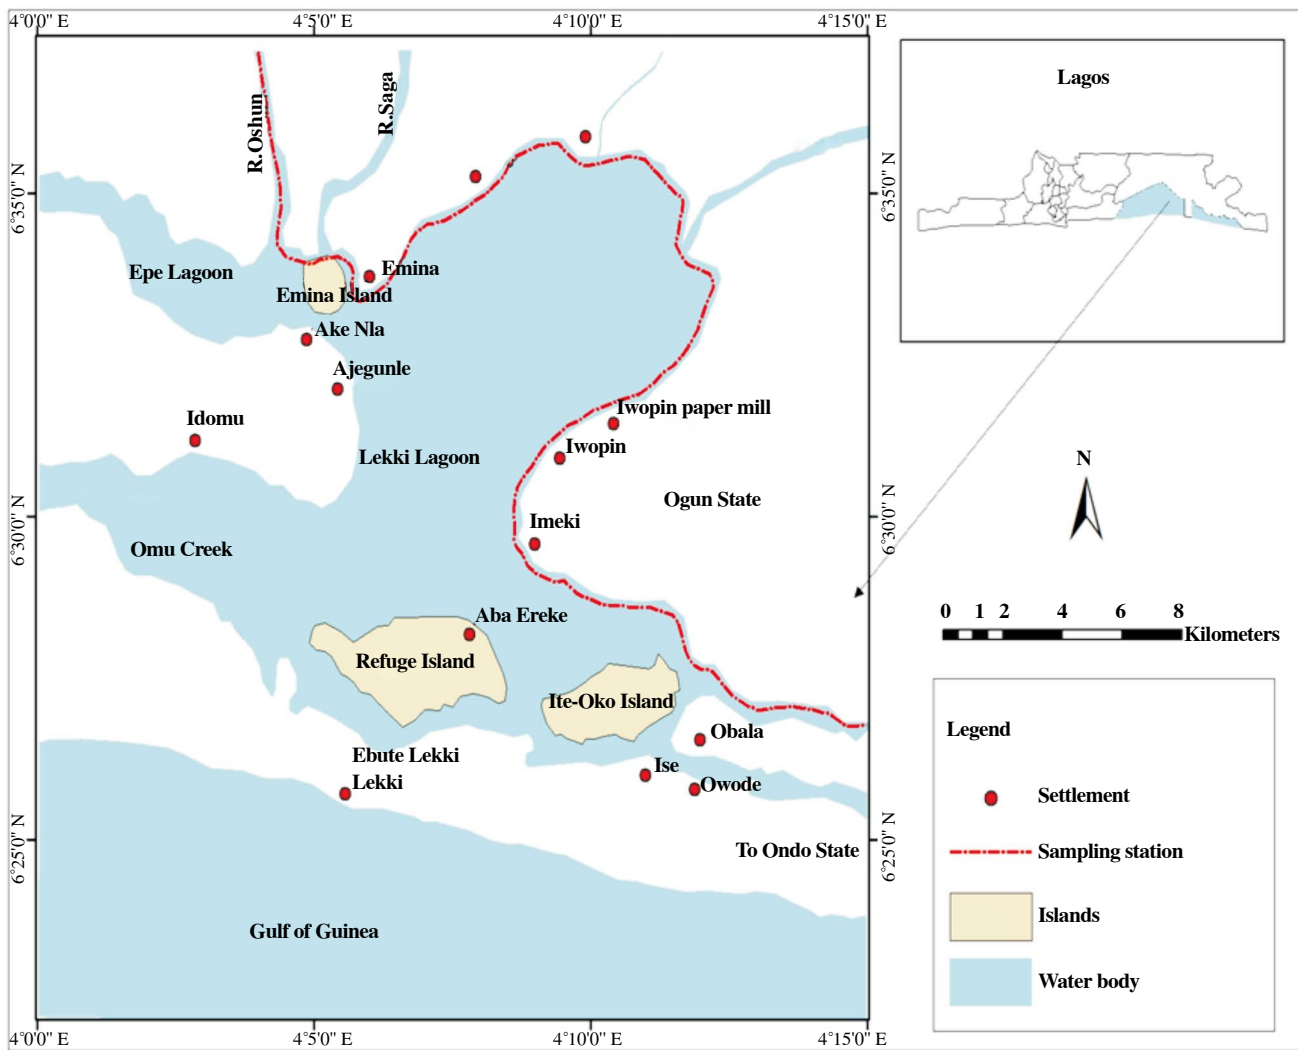 4°0'0" E
4°5'0" E
4°10'0" E
4°15'0" E
6°35'0" N
6°30'0" N
6°25'0" N
R.Oshun
R.Saga
Epe Lagoon
Emina
Emina Island
Ake Nla
Ajegunle
Idomu
Iwopin paper mill
Iwopin
Lekki Lagoon
Ogun State
Imeki
Omu Creek
Aba Ereke
Refuge Island
Ite-Oko Island
Obala
Ebute Lekki
Lekki
Ise
Owode
To Ondo State
Gulf of Guinea
6°35'0" N
6°30'0" N
6°25'0" N
4°0'0" E
4°5'0" E
4°10'0" E
4°15'0" E
Lagos
N
0 1 2 4 6 8
Kilometers
Legend
Settlement
Sampling station
Islands
Water body